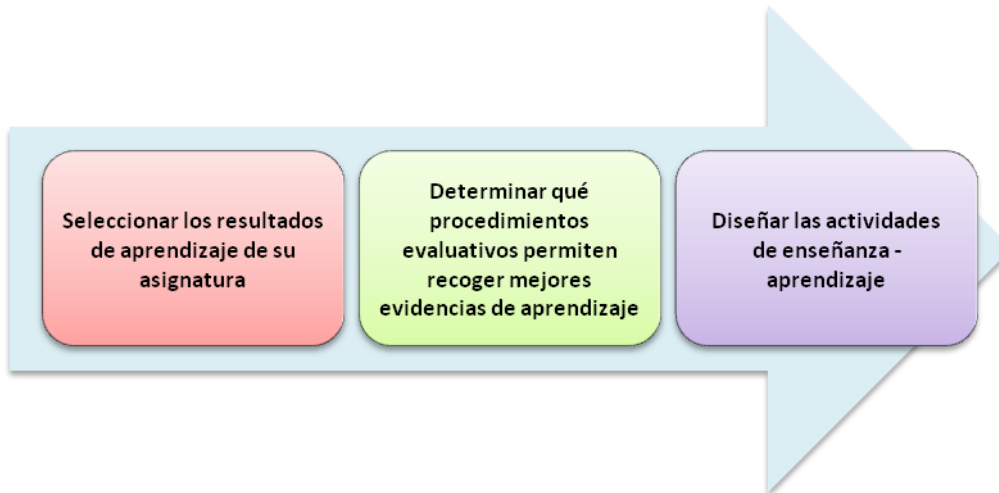 Seleccionar los resultados
de aprendizaje de su
asignatura
Determinar qué
procedimientos
evaluativos permiten
recoger mejores
evidencias de aprendizaje
Diseñar las actividades
de enseñanza -
aprendizaje